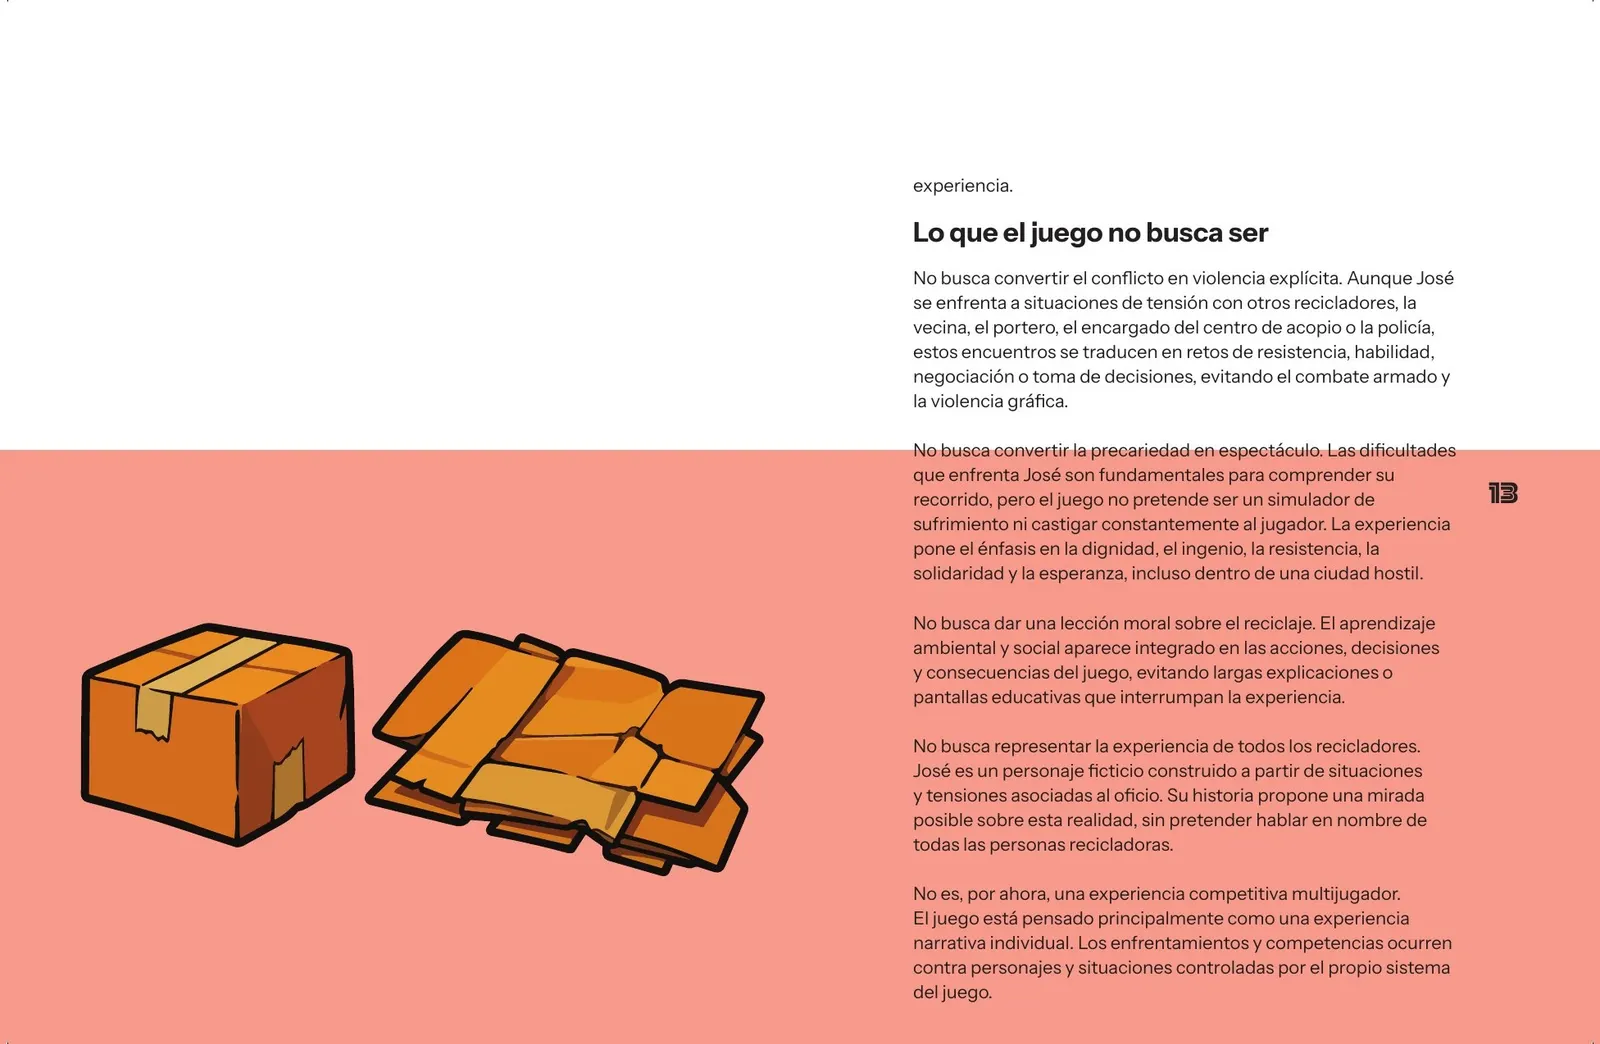 experiencia.
Lo que el juego no busca ser
No busca convertir el conflicto en violencia explícita. Aunque José
se enfrenta a situaciones de tensión con otros recicladores, la
vecina, el portero, el encargado del centro de acopio o la policía,
estos encuentros se traducen en retos de resistencia, habilidad,
negociación o toma de decisiones, evitando el combate armado y
la violencia gráfica.
No busca convertir la precariedad en espectáculo. Las dificultades
que enfrenta José son fundamentales para comprender su
recorrido, pero el juego no pretende ser un simulador de
sufrimiento ni castigar constantemente al jugador. La experiencia
pone el énfasis en la dignidad, el ingenio, la resistencia, la
solidaridad y la esperanza, incluso dentro de una ciudad hostil.
13
No busca dar una lección moral sobre el reciclaje. El aprendizaje
ambiental y social aparece integrado en las acciones, decisiones
y consecuencias del juego, evitando largas explicaciones o
pantallas educativas que interrumpan la experiencia.
No busca representar la experiencia de todos los recicladores.
José es un personaje ficticio construido a partir de situaciones
y tensiones asociadas al oficio. Su historia propone una mirada
posible sobre esta realidad, sin pretender hablar en nombre de
todas las personas recicladoras.
No es, por ahora, una experiencia competitiva multijugador.
El juego está pensado principalmente como una experiencia
narrativa individual. Los enfrentamientos y competencias ocurren
contra personajes y situaciones controladas por el propio sistema
del juego.